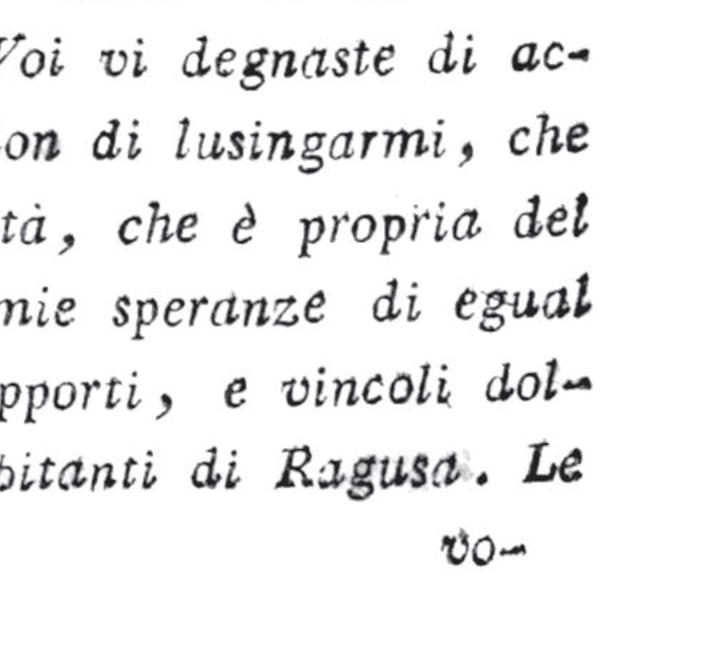 Voi vi degnaste di ac-
on di lusingarmi, che
tà, che è propria del
mie speranze di egual
pporti, e vincoli dol-
bitanti di Ragusa. Le
vo-